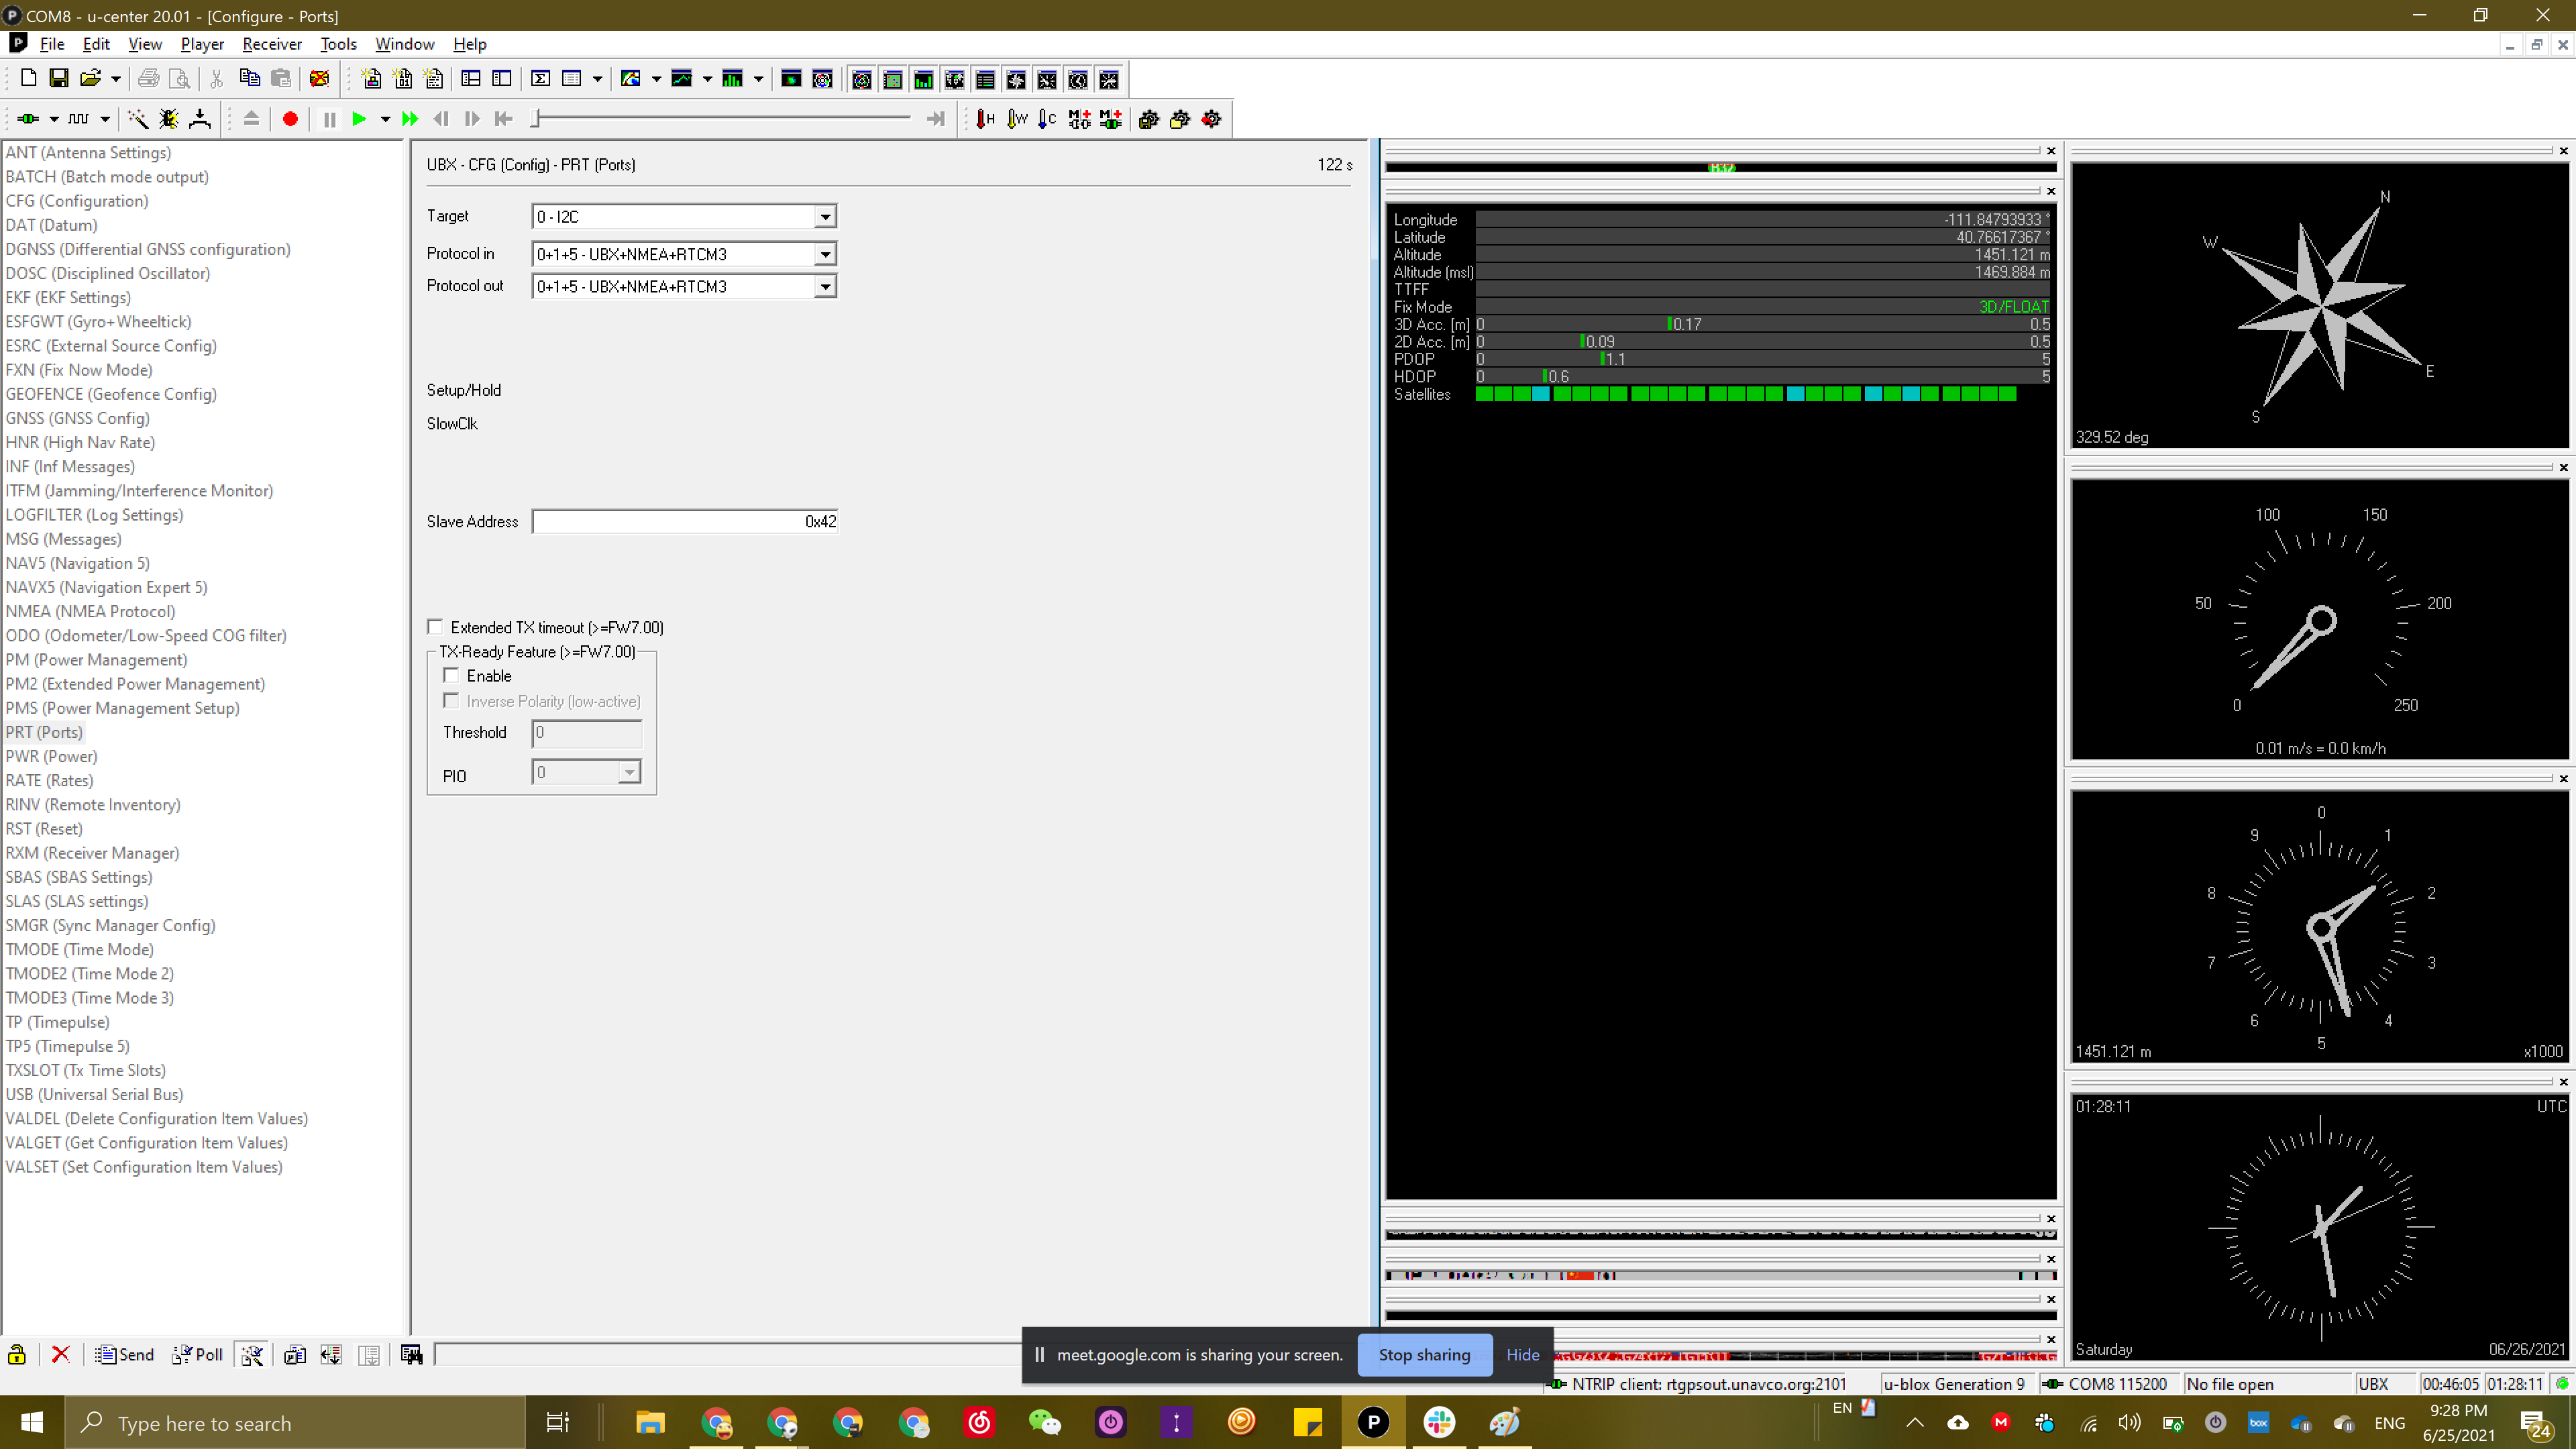 COM8 - u-center 20.01 - [Configure - Ports]
File Edit View Player Receiver Tools Window Help
H W C
ANT (Antenna Settings)
BATCH (Batch mode output)
CFG (Configuration)
DAT (Datum)
DGNSS (Differential GNSS configuration)
DOSC (Disciplined Oscillator)
EKF (EKF Settings)
ESFGWT (Gyro+Wheeltick)
ESRC (External Source Config)
FXN (Fix Now Mode)
GEOFENCE (Geofence Config)
GNSS (GNSS Config)
HNR (High Nav Rate)
INF (Inf Messages)
ITFM (Jamming/Interference Monitor)
LOGFILTER (Log Settings)
MSG (Messages)
NAV5 (Navigation 5)
NAVX5 (Navigation Expert 5)
NMEA (NMEA Protocol)
ODO (Odometer/Low-Speed COG filter)
PM (Power Management)
PM2 (Extended Power Management)
PMS (Power Management Setup)
PRT (Ports)
PWR (Power)
RATE (Rates)
RINV (Remote Inventory)
RST (Reset)
RXM (Receiver Manager)
SBAS (SBAS Settings)
SLAS (SLAS settings)
SMGR (Sync Manager Config)
TMODE (Time Mode)
TMODE2 (Time Mode 2)
TMODE3 (Time Mode 3)
TP (Timepulse)
TP5 (Timepulse 5)
TXSLOT (Tx Time Slots)
USB (Universal Serial Bus)
VALDEL (Delete Configuration Item Values)
VALGET (Get Configuration Item Values)
VALSET (Set Configuration Item Values)
UBX - CFG (Config) - PRT (Ports) 122 s
Target 0 - I2C
Protocol in 0+1+5 - UBX+NMEA+RTCM3
Protocol out 0+1+5 - UBX+NMEA+RTCM3
Setup/Hold
SlowClk
Slave Address 0x42
Extended TX timeout (>=FW7.00)
TX-Ready Feature (>=FW7.00)
Enable
Inverse Polarity (low-active)
Threshold 0
PIO 0
Longitude -111.84793933 °
Latitude 40.76617367 °
Altitude 1451.121 m
Altitude (msl) 1469.884 m
TTFF
Fix Mode 3D/FLOAT
3D Acc. [m] 0 0.17 0.5
2D Acc. [m] 0 0.09 0.5
PDOP 0 1.1 5
HDOP 0 0.6 5
Satellites
N
W
E
S
329.52 deg
100 150
50 200
0 250
0.01 m/s = 0.0 km/h
0
9 1
8 2
7 3
6 4
5
1451.121 m x1000
01:28:11 UTC
Saturday 06/26/2021
Send Poll
meet.google.com is sharing your screen. Stop sharing Hide
NTRIP client: rtgpsout.unavco.org:2101 u-blox Generation 9 COM8 115200 No file open UBX 00:46:05 01:28:11
Type here to search
EN
box
ENG
9:28 PM
6/25/2021
24